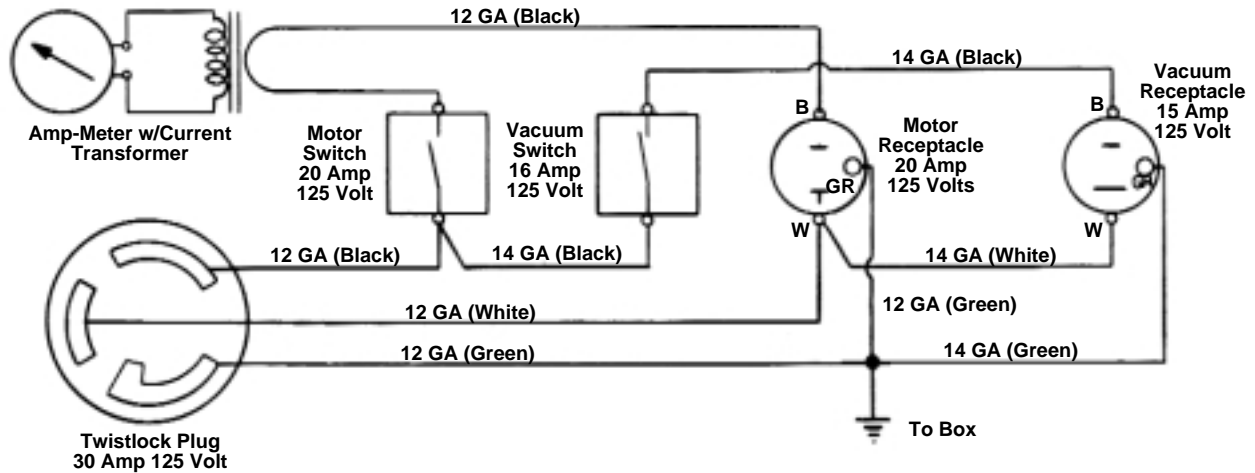 12 GA (Black)
14 GA (Black)
Vacuum
Receptacle
15 Amp
125 Volt
Amp-Meter w/Current
Transformer
Motor
Switch
20 Amp
125 Volt
Vacuum
Switch
16 Amp
125 Volt
B
GR
W
Motor
Receptacle
20 Amp
125 Volts
B
GR
W
12 GA (Black)
14 GA (Black)
14 GA (White)
12 GA (White)
12 GA (Green)
12 GA (Green)
14 GA (Green)
To Box
Twistlock Plug
30 Amp 125 Volt